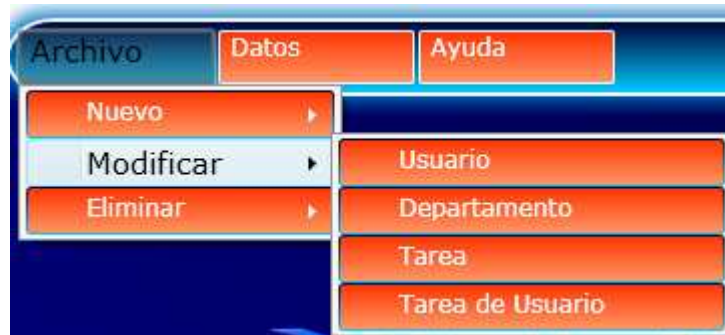 Archivo Datos Ayuda
Nuevo
Modificar
Eliminar
Usuario
Departamento
Tarea
Tarea de Usuario